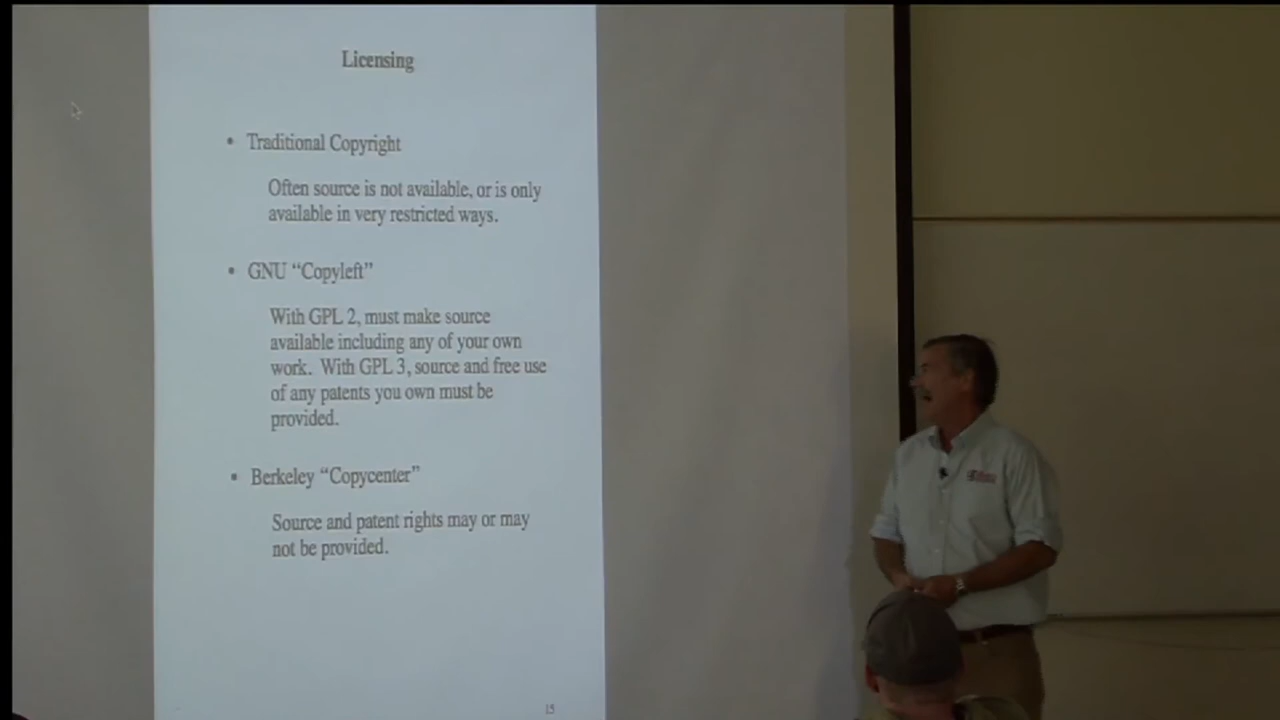 Licensing
• Traditional Copyright
Often source is not available, or is only
available in very restricted ways.
• GNU “Copyleft”
With GPL 2, must make source
available including any of your own
work. With GPL 3, source and free use
of any patents you own must be
provided.
• Berkeley “Copycenter”
Source and patent rights may or may
not be provided.
15